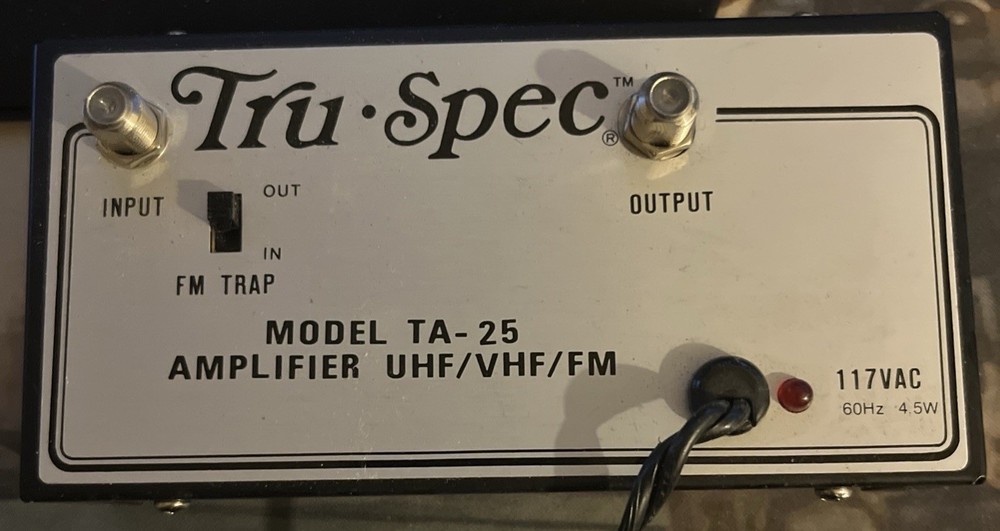 Tru·Spec™®
INPUT
OUT
IN
FM TRAP
OUTPUT
MODEL TA-25
AMPLIFIER UHF/VHF/FM
117VAC
60Hz 4.5W